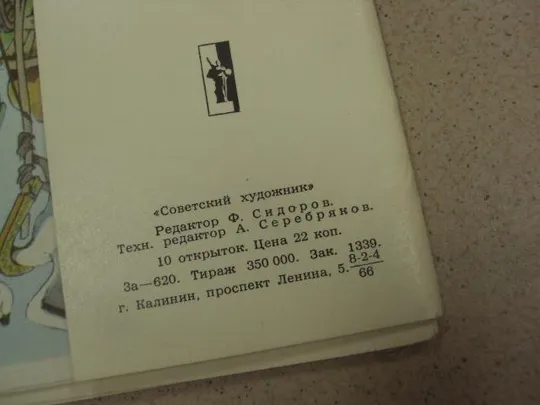 «Советский художник»
Редактор Ф. Сидоров.
Техн. редактор А. Серебряков.
10 открыток. Цена 22 коп.
За—620. Тираж 350 000. Зак. 1339.
г. Калинин, проспект Ленина, 5. 8-2-4
66